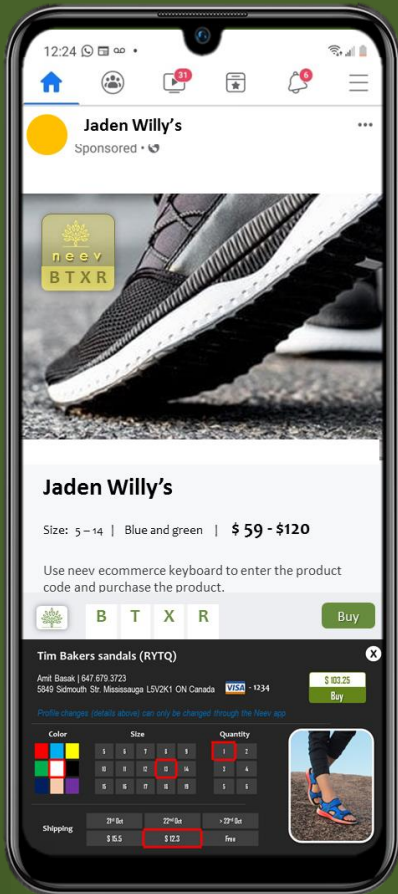 12:24
31
6
Jaden Willy's
Sponsored •
neev
BTXR
Jaden Willy's
Size: 5 – 14 | Blue and green | $ 59 - $120
Use neev ecommerce keyboard to enter the product
code and purchase the product.
B T X R Buy
Tim Bakers sandals (RYTQ) X
Amit Basak | 647.679.3723
5849 Sidmouth Str. Mississauga L5V2K1 ON Canada VISA - 1234
$ 103.25
Buy
Profile changes (details above) can only be changed through the Neev app
Color Size Quantity
5 6 7 8 9 1 2
10 11 12 13 14 3 4
15 16 17 18 19 5 6
Shipping
21st Oct 22nd Oct > 23rd Oct
$ 15.5 $ 12.3 Free